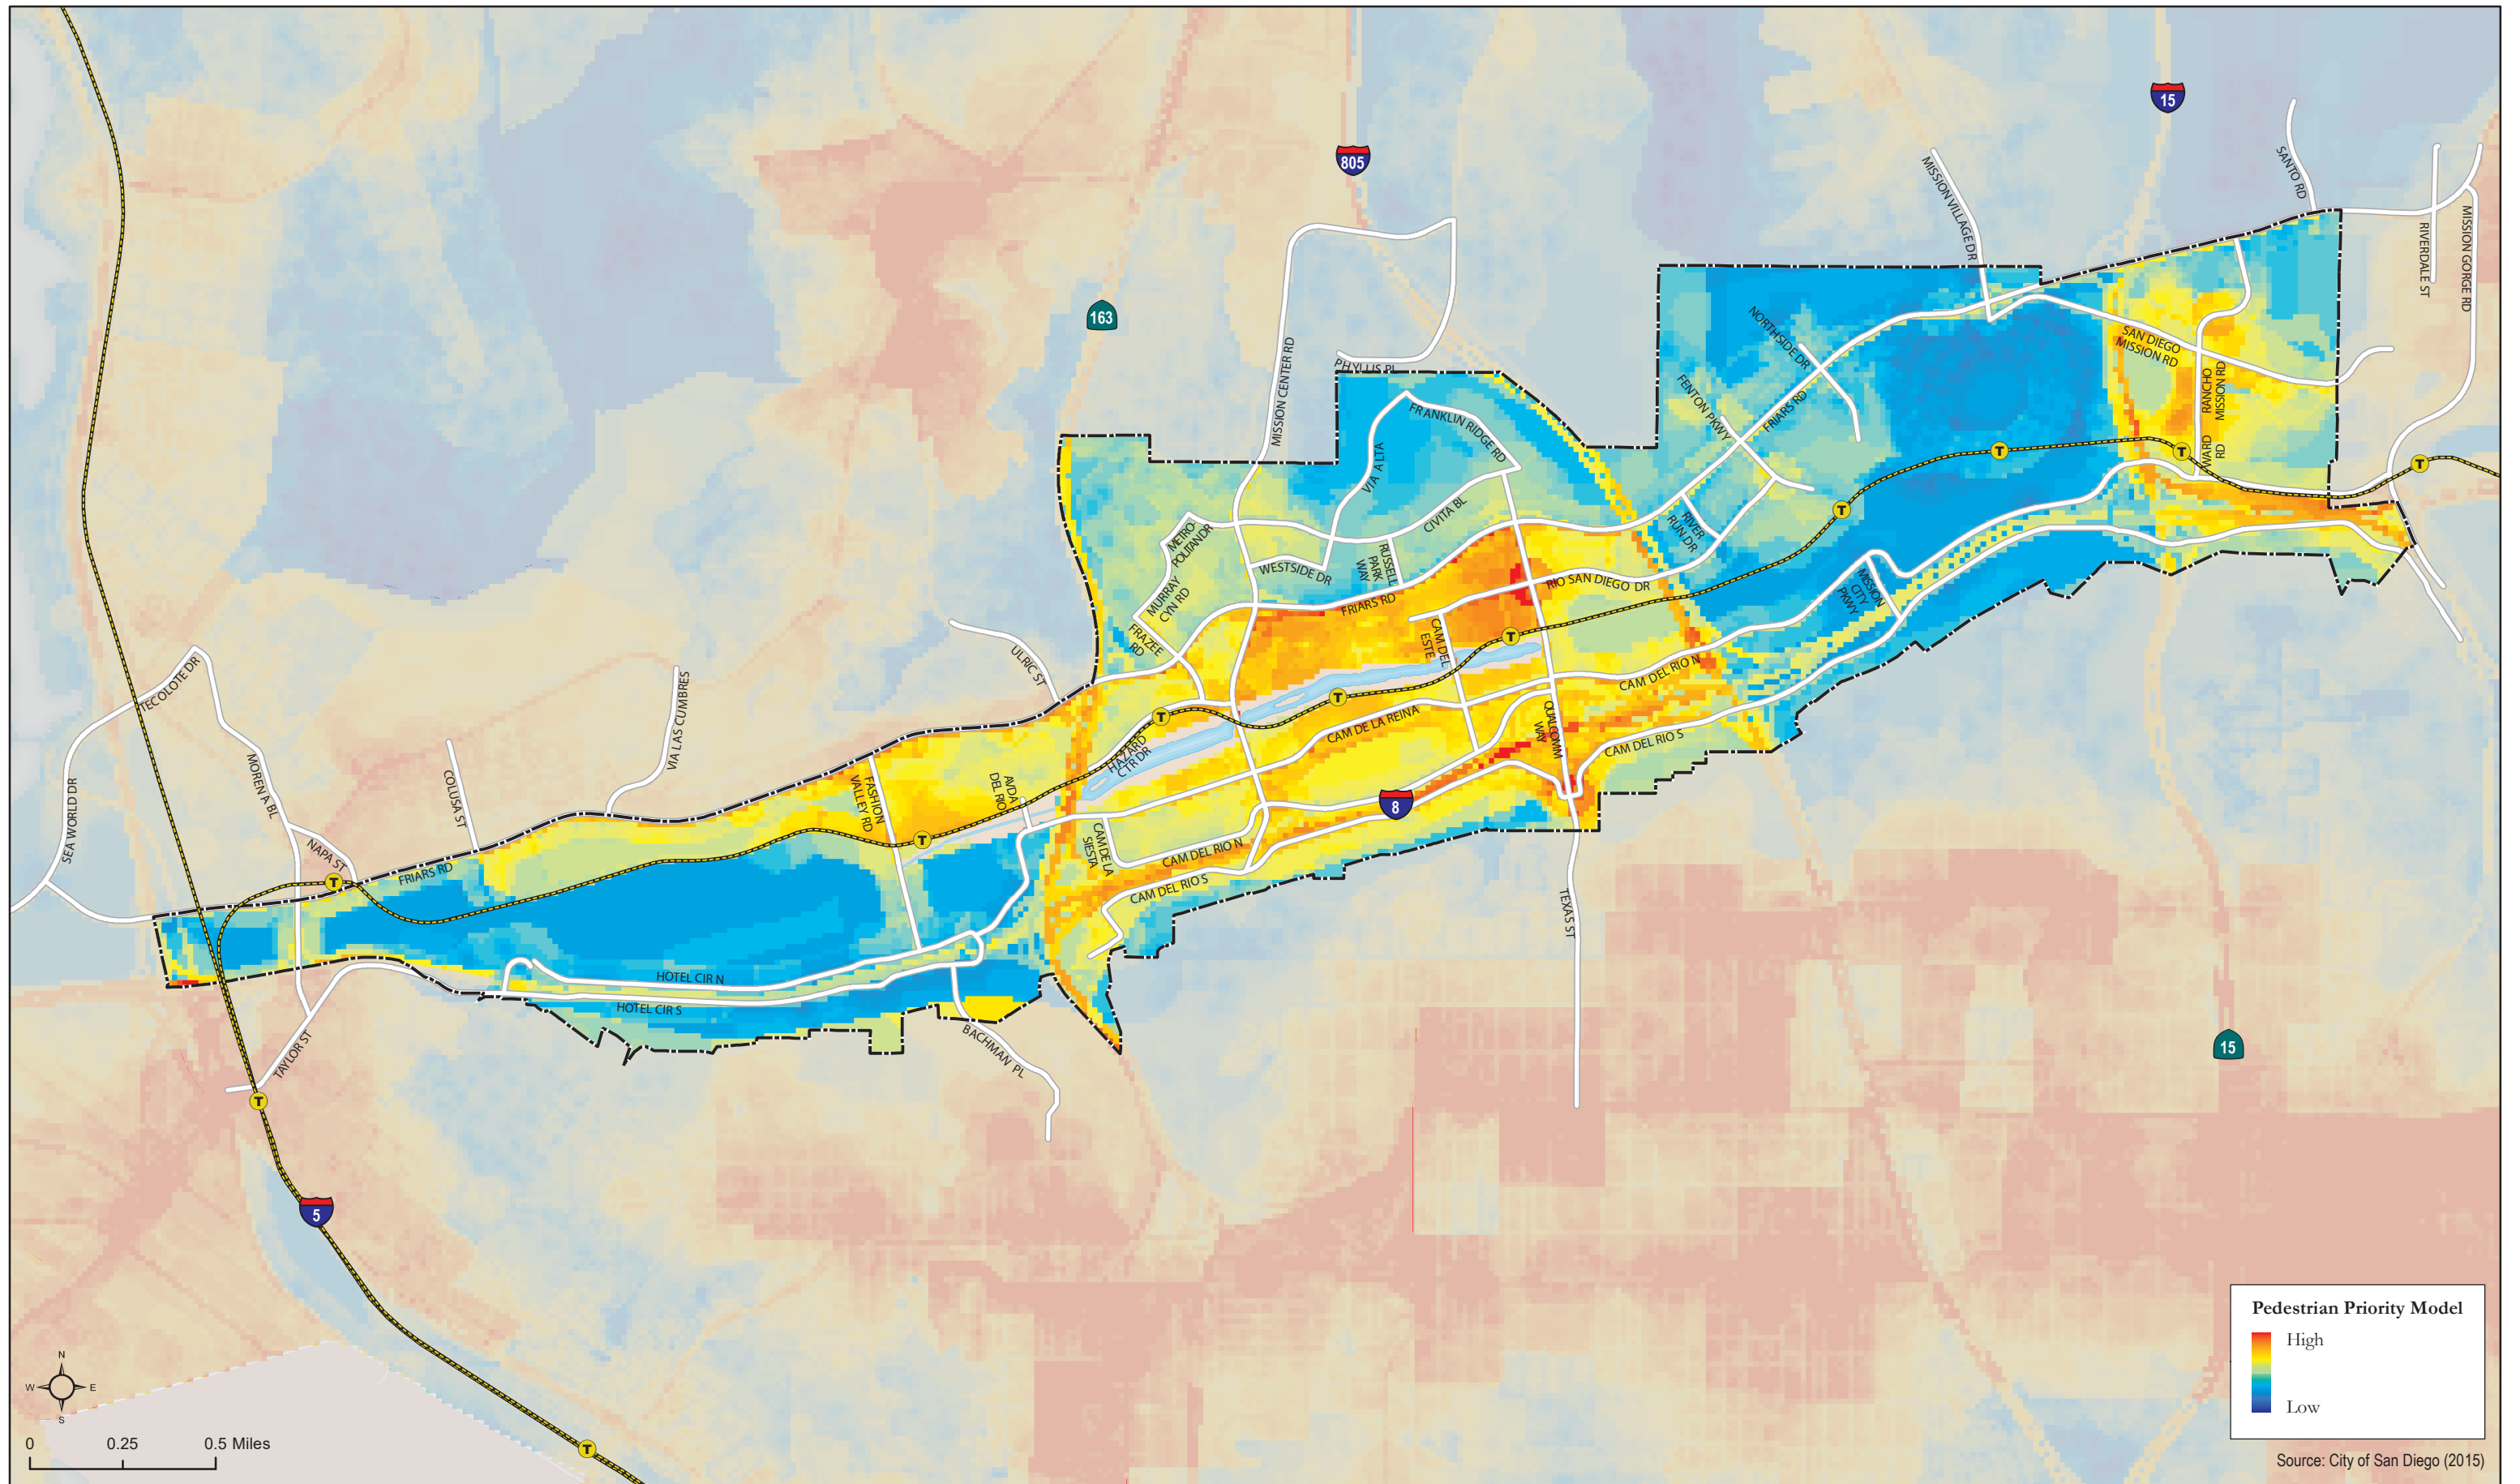 15
805
163
SANTO RD
MISSION VILLAGE DR
RIVERDALE ST
MISSION GORGE RD
MISSION CENTER RD
PHYLLIS PL
NORTHSIDE DR
SAN DIEGO
MISSION RD
FENTON PKWY
FRIARS RD
RANCHO
MISSION RD
FRANKLIN RIDGE RD
VIA ALTA
WARD
RD
T
T
T
T
CIVITA BL
METRO-
POLITAN DR
RIVER
RUN DR
RUSSELL
PARK
WAY
WESTSIDE DR
MURRAY
CYN RD
FRIARS RD
RIO SAN DIEGO DR
MISSION
CITY
PKWY
FRAZEE
RD
CAM DEL
ESTE
T
ULRIC ST
TECOLOTE DR
VIA LAS CUMBRES
CAM DEL RIO N
T
T
CAM DE LA REINA
QUALCOMM
WAY
HAZARD
CTR DR
CAM DEL RIO S
MORENA BL
COLUSA ST
SEA WORLD DR
FASHION
VALLEY RD
AVDA
DEL RIO
8
T
CAM DE LA
SIESTA
CAM DEL RIO N
NAPA ST
T
FRIARS RD
CAM DEL RIO S
TEXAS ST
HOTEL CIR N
HOTEL CIR S
BACHMAN PL
TAYLOR ST
15
T
5
T
Pedestrian Priority Model
High
Low
N
W
E
S
0
0.25
0.5 Miles
Source: City of San Diego (2015)